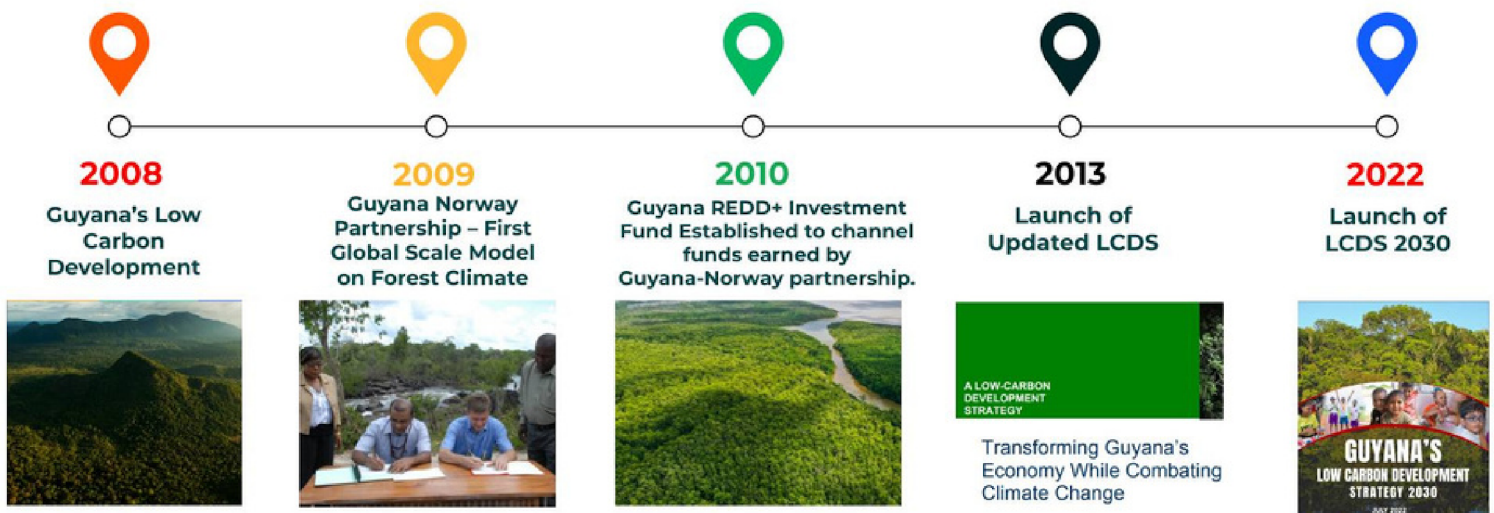 2008
Guyana's Low
Carbon
Development
2009
Guyana Norway
Partnership – First
Global Scale Model
on Forest Climate
2010
Guyana REDD+ Investment
Fund Established to channel
funds earned by
Guyana-Norway partnership.
2013
Launch of
Updated LCDS
A LOW-CARBON
DEVELOPMENT
STRATEGY
Transforming Guyana's
Economy While Combating
Climate Change
2022
Launch of
LCDS 2030
GUYANA'S
LOW CARBON DEVELOPMENT
STRATEGY 2030
JULY 2022